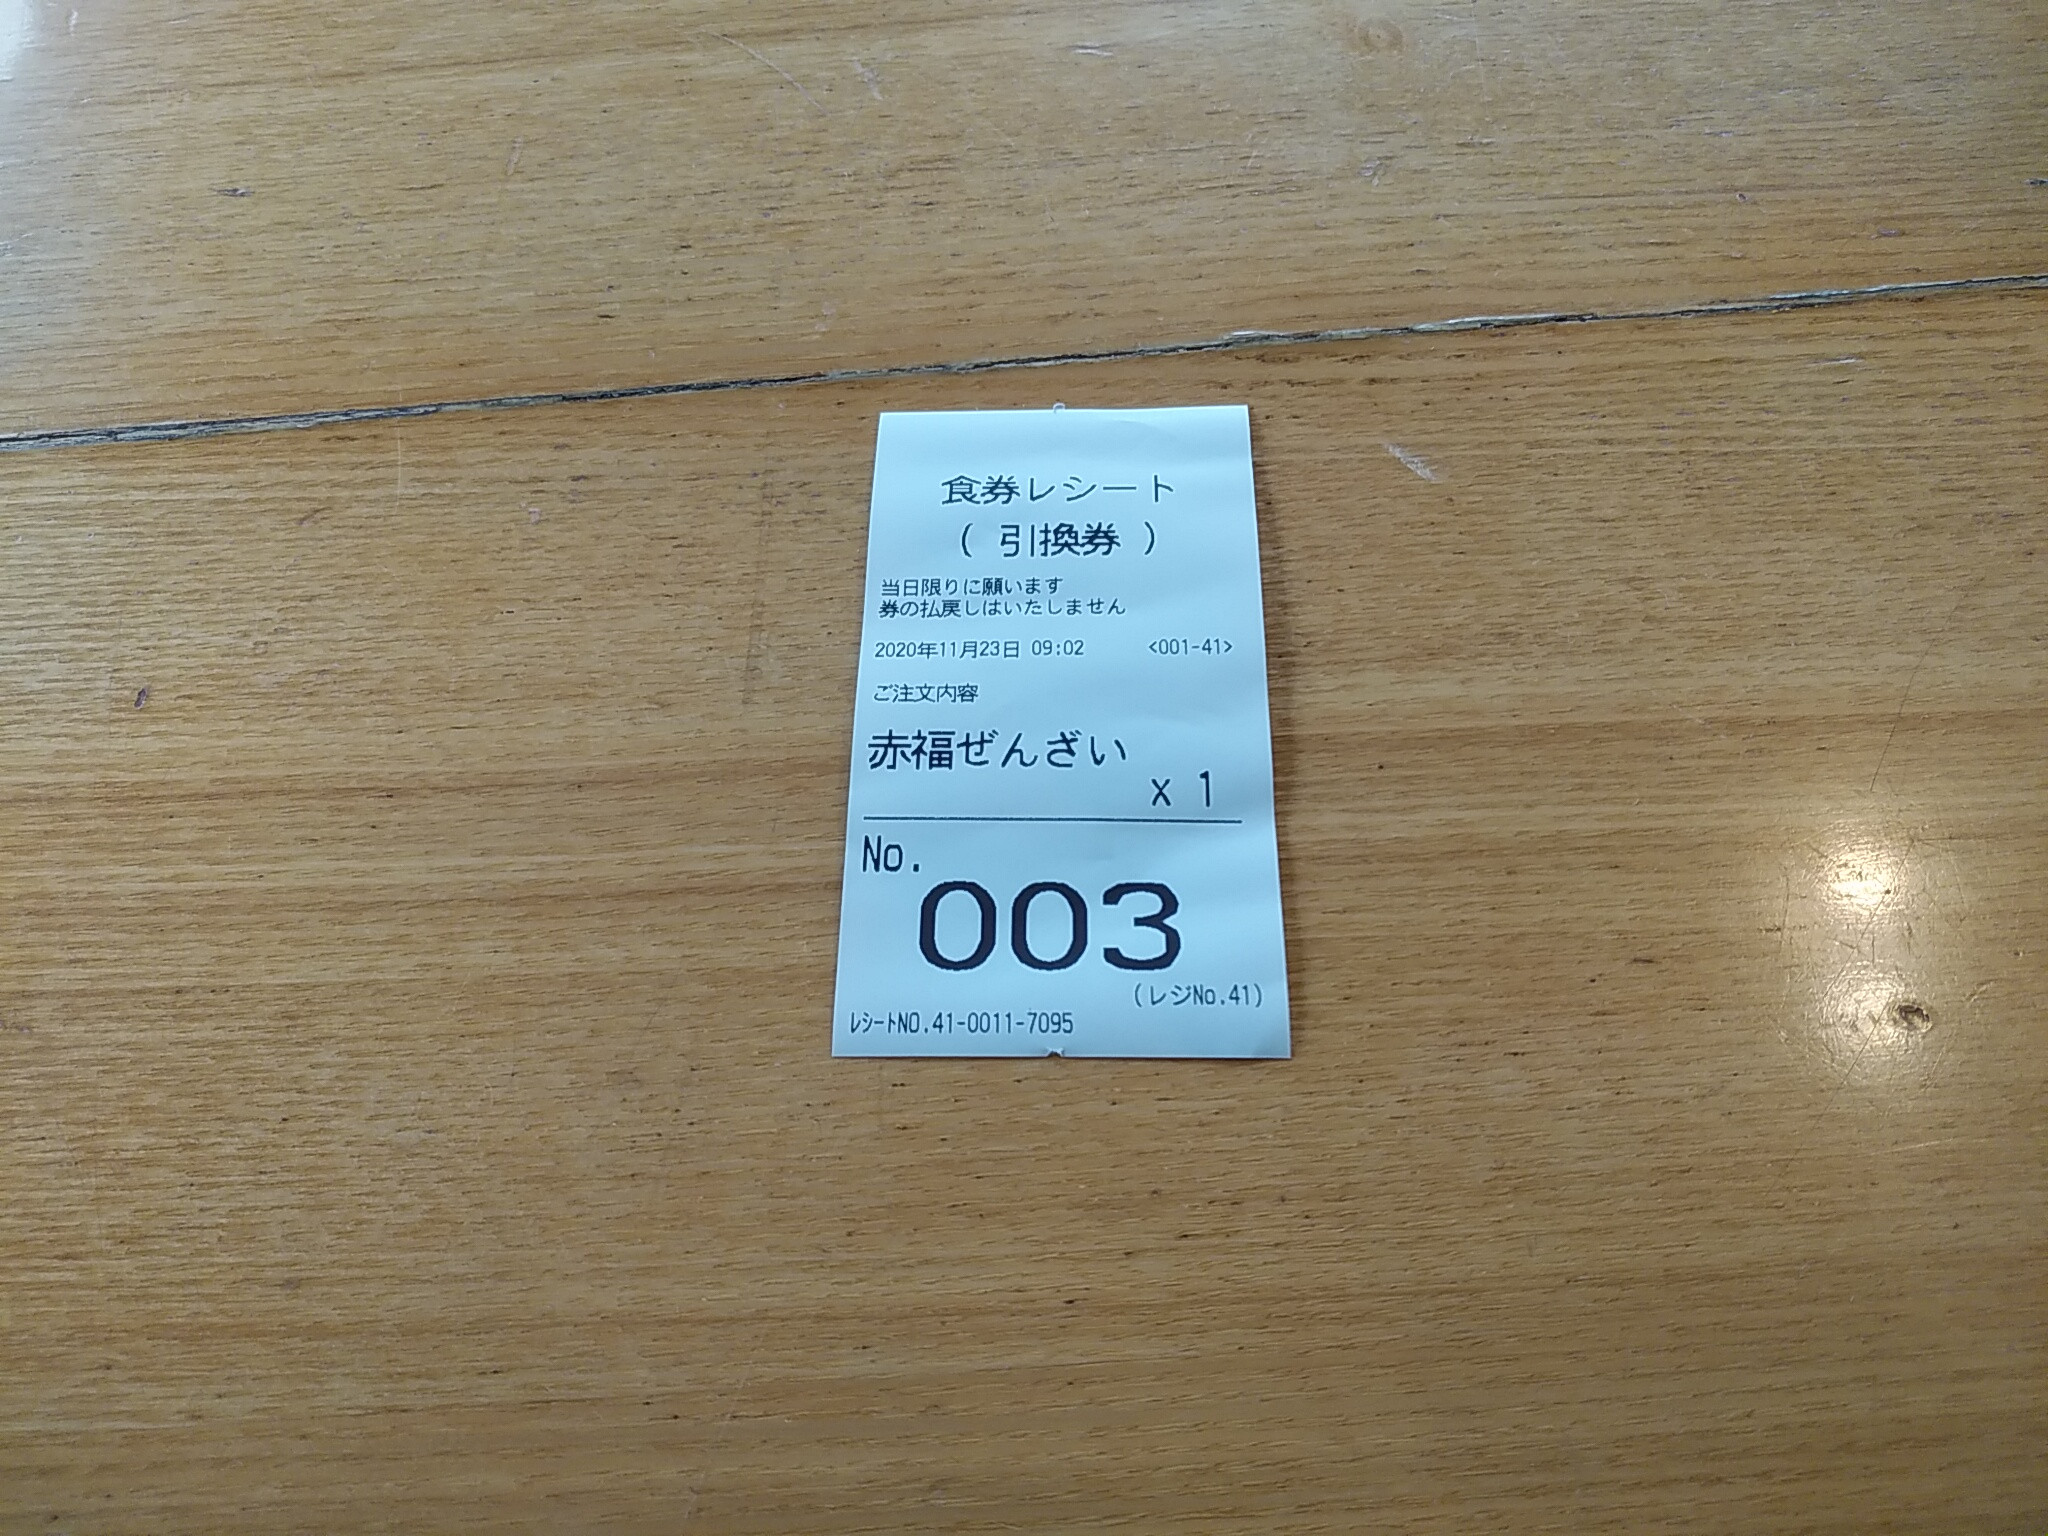 食券レシート
( 引換券 )
当日限りに願います
券の払戻しはいたしません
2020年11月23日 09:02 <001-41>
ご注文内容
赤福ぜんざい
x 1
No.
003
(レジNo.41)
ﾚｼｰﾄNO.41-0011-7095